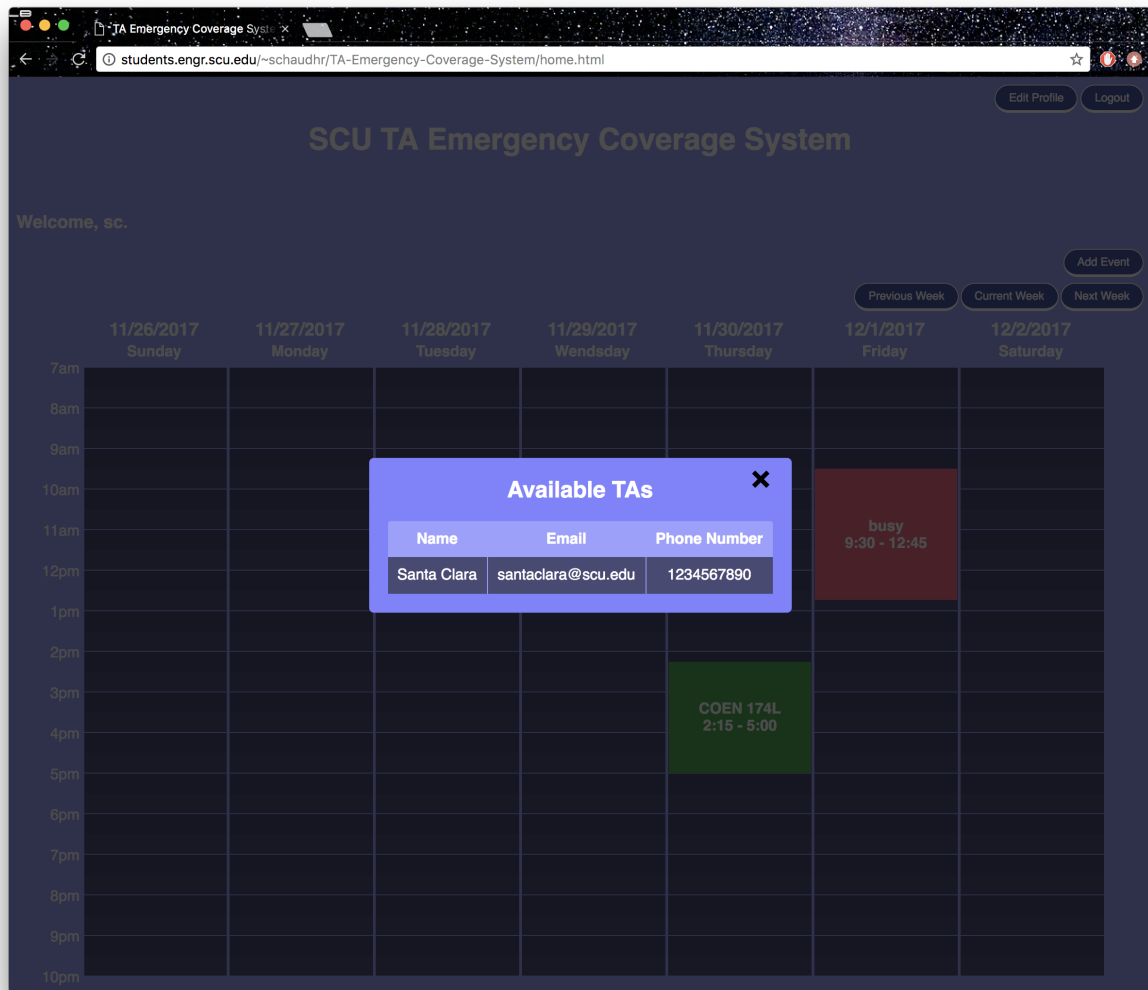 TA Emergency Coverage Syste
students.engr.scu.edu/~schaudhr/TA-Emergency-Coverage-System/home.html
Edit Profile Logout
SCU TA Emergency Coverage System
Welcome, sc.
Add Event
Previous Week Current Week Next Week
11/26/2017 11/27/2017 11/28/2017 11/29/2017 11/30/2017 12/1/2017 12/2/2017
Sunday Monday Tuesday Wendsday Thursday Friday Saturday
7am
8am
9am
10am
11am
12pm
1pm
2pm
3pm
4pm
5pm
6pm
7pm
8pm
9pm
10pm
Available TAs
Name Email Phone Number
Santa Clara santaclara@scu.edu 1234567890
busy
9:30 - 12:45
COEN 174L
2:15 - 5:00